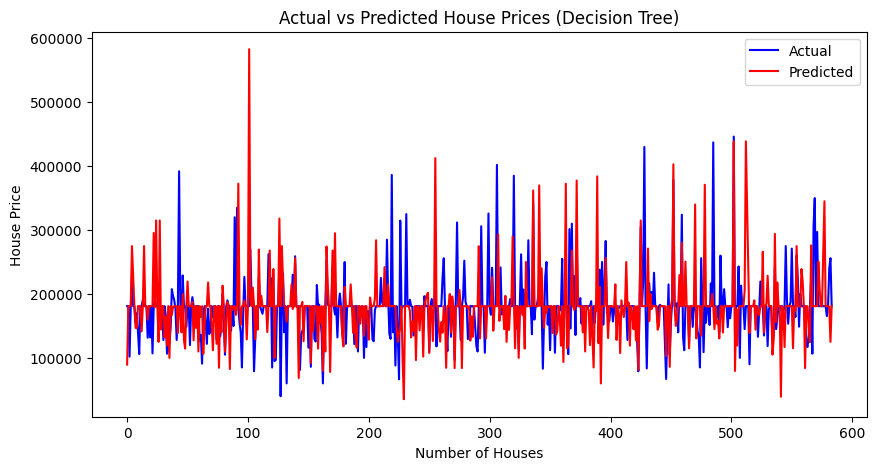 Actual vs Predicted House Prices (Decision Tree)
Actual
Predicted
House Price
600000
500000
400000
300000
200000
100000
0
100
200
300
400
500
600
Number of Houses